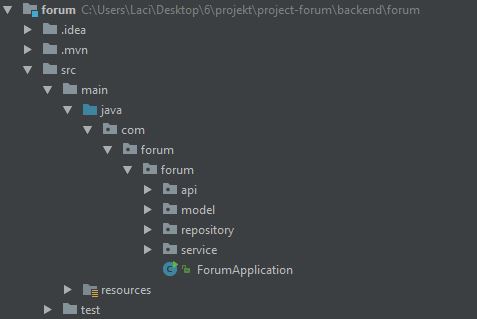 forum C:\Users\Laci\Desktop\6\projekt\project-forum\backend\forum
.idea
.mvn
src
main
java
com
forum
forum
api
model
repository
service
ForumApplication
resources
test